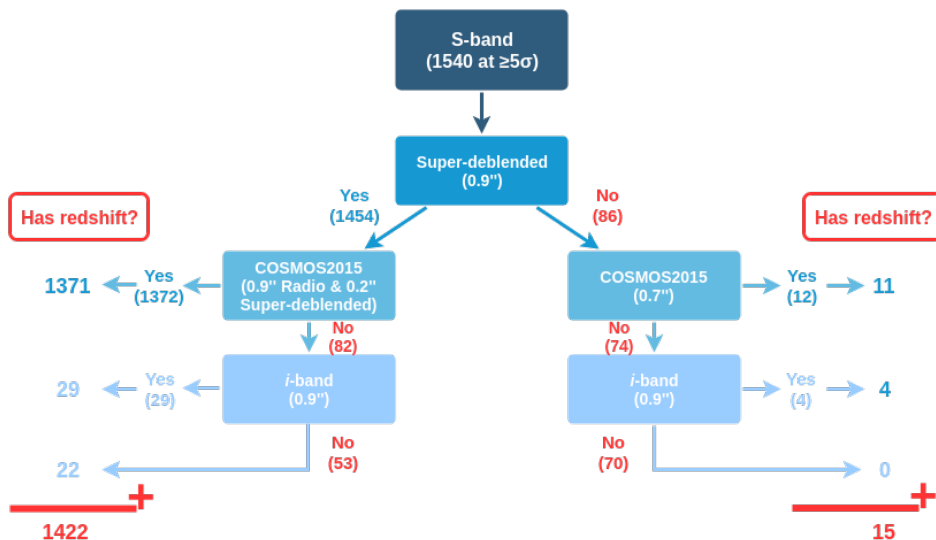 S-band
(1540 at ≥5σ)
Super-deblended
(0.9'')
Yes
(1454)
No
(86)
Has redshift?
Has redshift?
COSMOS2015
(0.9'' Radio & 0.2''
Super-deblended)
COSMOS2015
(0.7'')
1371
Yes
(1372)
Yes
(12)
11
No
(82)
No
(74)
i-band
(0.9'')
i-band
(0.9'')
29
Yes
(29)
Yes
(4)
4
No
(53)
No
(70)
22
0
+
+
1422
15